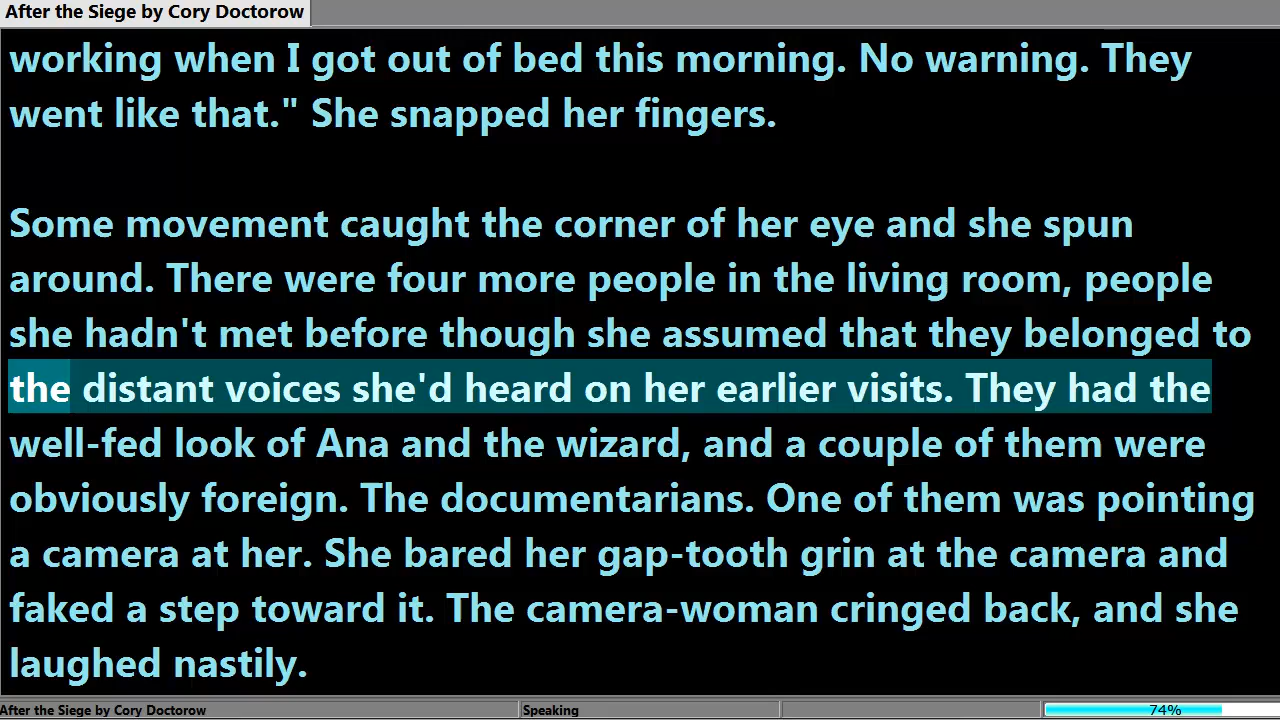 After the Siege by Cory Doctorow
working when I got out of bed this morning. No warning. They
went like that." She snapped her fingers.
Some movement caught the corner of her eye and she spun
around. There were four more people in the living room, people
she hadn't met before though she assumed that they belonged to
the distant voices she'd heard on her earlier visits. They had the
well-fed look of Ana and the wizard, and a couple of them were
obviously foreign. The documentarians. One of them was pointing
a camera at her. She bared her gap-tooth grin at the camera and
faked a step toward it. The camera-woman cringed back, and she
laughed nastily.
After the Siege by Cory Doctorow
Speaking
74%